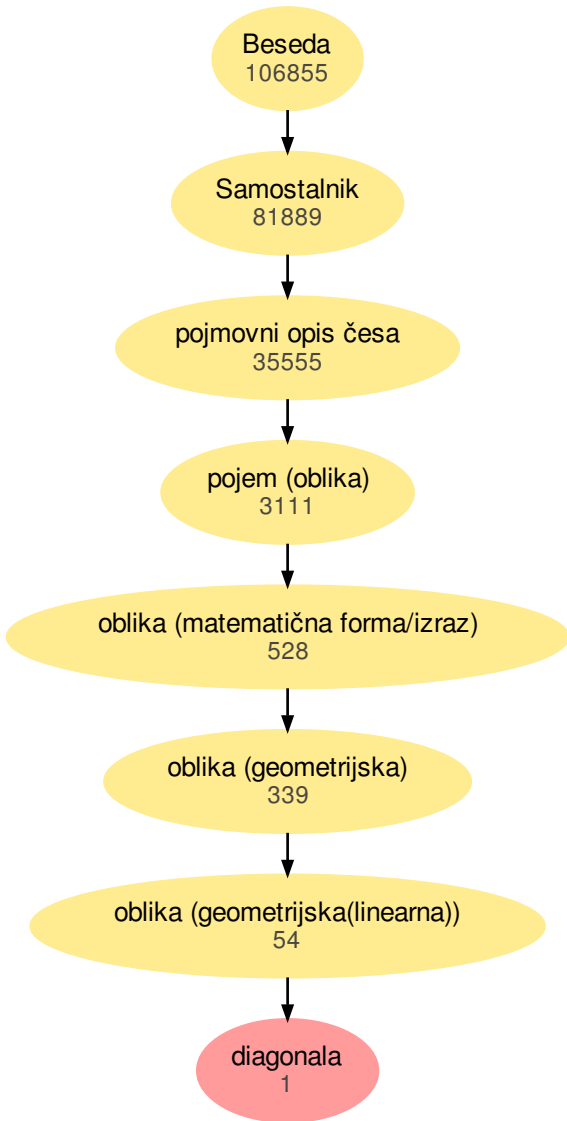 Beseda
106855
Samostalnik
81889
pojmovni opis česa
35555
pojem (oblika)
3111
oblika (matematična forma/izraz)
528
oblika (geometrijska)
339
oblika (geometrijska(linearna))
54
diagonala
1